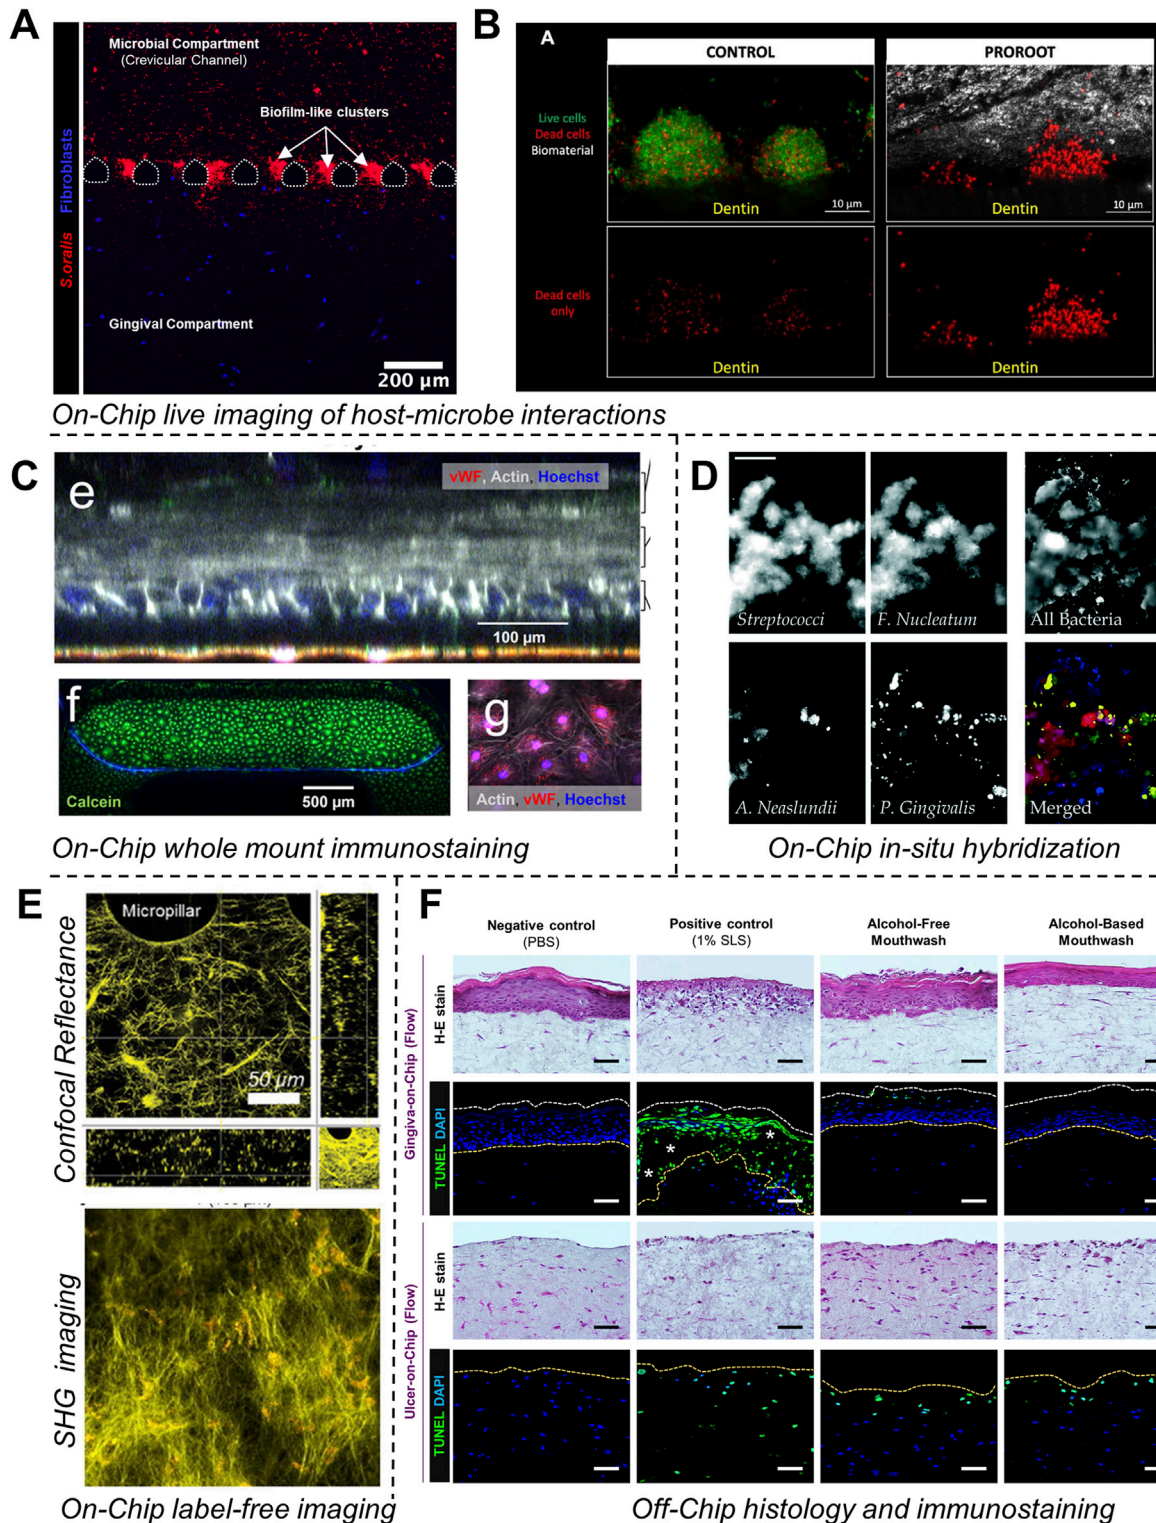 A
Microbial Compartment
(Crevicular Channel)
Biofilm-like clusters
S.oralis Fibroblasts
Gingival Compartment
200 µm
B
A
CONTROL
PROROOT
Live cells
Dead cells
Biomaterial
Dentin
10 µm
Dentin
10 µm
Dead cells
only
Dentin
Dentin
On-Chip live imaging of host-microbe interactions
C
e
vWF, Actin, Hoechst
100 µm
f
Calcein
500 µm
g
Actin, vWF, Hoechst
On-Chip whole mount immunostaining
D
Streptococci
F. Nucleatum
All Bacteria
A. Neaslundii
P. Gingivalis
Merged
On-Chip in-situ hybridization
E
Confocal Reflectance
Micropillar
50 µm
SHG imaging
On-Chip label-free imaging
F
Negative control
(PBS)
Positive control
(1% SLS)
Alcohol-Free
Mouthwash
Alcohol-Based
Mouthwash
Gingiva-on-Chip (Flow)
H-E stain
TUNEL DAPI
* * *
Ulcer-on-Chip (Flow)
H-E stain
TUNEL DAPI
Off-Chip histology and immunostaining